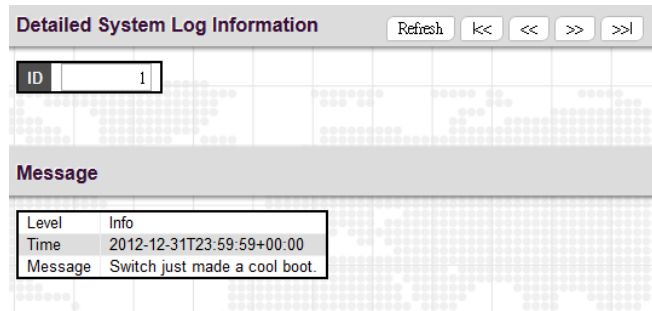 Detailed System Log Information Refresh |<< << >> >>|
ID 1
Message
Level Info
Time 2012-12-31T23:59:59+00:00
Message Switch just made a cool boot.